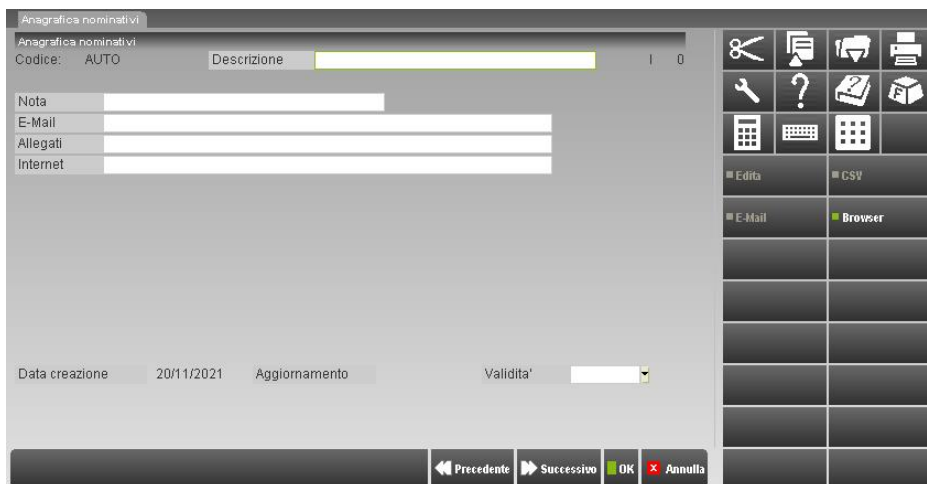 Anagrafica nominativi
Anagrafica nominativi
Codice: AUTO Descrizione I 0
Nota
E-Mail
Allegati
Internet
Data creazione 20/11/2021 Aggiornamento Validita'
Precedente Successivo OK X Annulla
? ? F
Edita CSV
E-Mail Browser